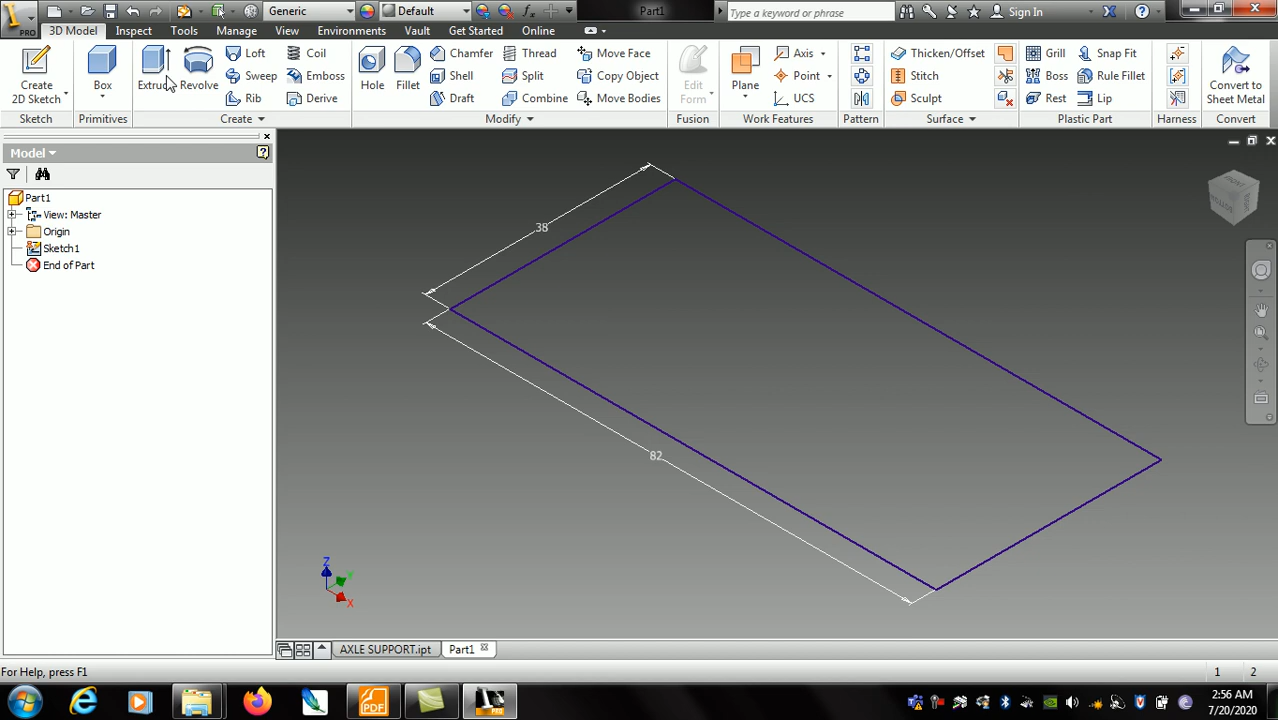 PRO
Generic
Default
Part1
Type a keyword or phrase
Sign In
3D Model
Inspect
Tools
Manage
View
Environments
Vault
Get Started
Online
Create
2D Sketch
Box
Extrude
Revolve
Loft
Coil
Sweep
Emboss
Rib
Derive
Hole
Fillet
Chamfer
Thread
Move Face
Shell
Split
Copy Object
Draft
Combine
Move Bodies
Edit
Form
Plane
Axis
Point
UCS
Thicken/Offset
Stitch
Sculpt
Grill
Snap Fit
Boss
Rule Fillet
Rest
Lip
Convert to
Sheet Metal
Sketch
Primitives
Create
Modify
Fusion
Work Features
Pattern
Surface
Plastic Part
Harness
Convert
Model
Part1
View: Master
Origin
Sketch1
End of Part
38
82
FRONT
Z
Y
X
AXLE SUPPORT.ipt
Part1
For Help, press F1
1
2
PDF
PRO
2:56 AM
7/20/2020